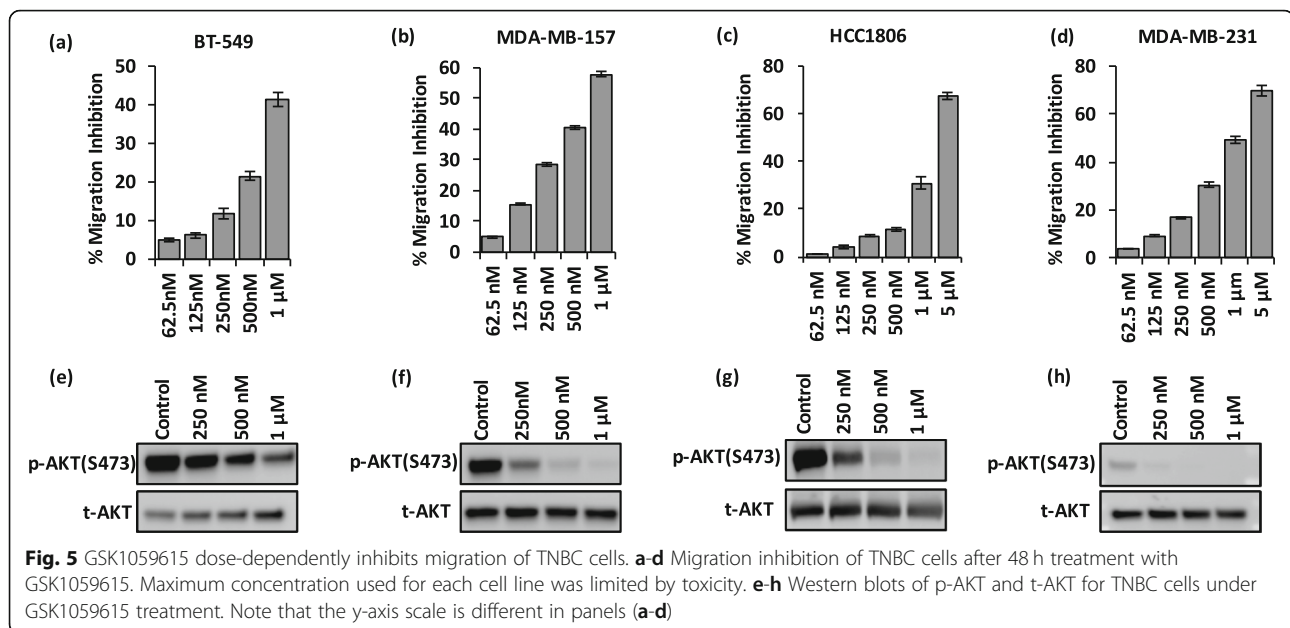 (a)
BT-549
% Migration Inhibition
50
40
30
20
10
0
62.5nM
125nM
250nM
500nM
1 µM
(b)
MDA-MB-157
% Migration Inhibition
60
50
40
30
20
10
0
62.5 nM
125 nM
250 nM
500 nM
1 µM
(c)
HCC1806
% Migration Inhibition
80
60
40
20
0
62.5 nM
125 nM
250 nM
500 nM
1 µM
5 µM
(d)
MDA-MB-231
% Migration Inhibition
80
60
40
20
0
62.5 nM
125 nM
250 nM
500 nM
1 µm
5 µM
(e)
Control
250 nM
500 nM
1 µM
p-AKT(S473)
t-AKT
(f)
Control
250nM
500 nM
1 µM
p-AKT(S473)
t-AKT
(g)
Control
250 nM
500 nM
1 µM
p-AKT(S473)
t-AKT
(h)
Control
250 nM
500 nM
1 µM
p-AKT(S473)
t-AKT
Fig. 5 GSK1059615 dose-dependently inhibits migration of TNBC cells. a-d Migration inhibition of TNBC cells after 48 h treatment with
GSK1059615. Maximum concentration used for each cell line was limited by toxicity. e-h Western blots of p-AKT and t-AKT for TNBC cells under
GSK1059615 treatment. Note that the y-axis scale is different in panels (a-d)